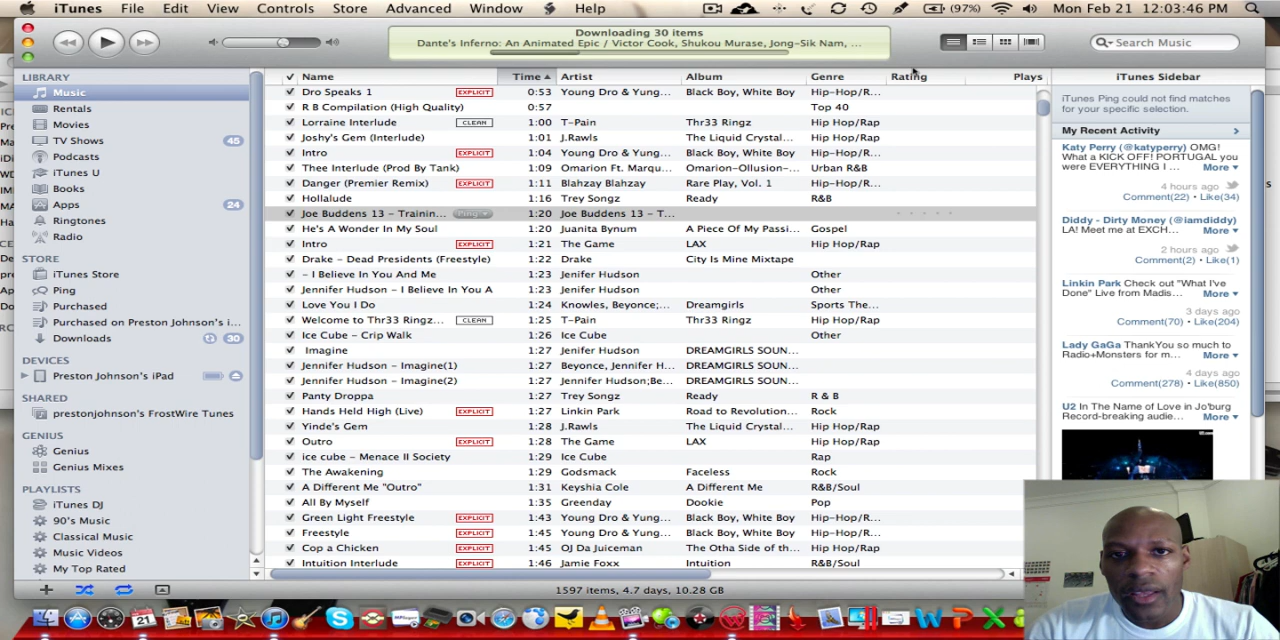 iTunes File Edit View Controls Store Advanced Window Help (97%) Mon Feb 21 12:03:46 PM
Downloading 30 items
Dante's Inferno: An Animated Epic / Victor Cook, Shukou Murase, Jong-Sik Nam, ...
Search Music
LIBRARY
Music
Rentals
Movies
TV Shows 45
Podcasts
iTunes U
Books
Apps 24
Ringtones
Radio
STORE
iTunes Store
Ping
Purchased
Purchased on Preston Johnson's i...
Downloads 30
DEVICES
Preston Johnson's iPad
SHARED
prestonjohnson's FrostWire Tunes
GENIUS
Genius
Genius Mixes
PLAYLISTS
iTunes DJ
90's Music
Classical Music
Music Videos
My Top Rated
Name Time Artist Album Genre Rating Plays
Dro Speaks 1 EXPLICIT 0:53 Young Dro & Yung... Black Boy, White Boy Hip-Hop/R...
R B Compilation (High Quality) 0:57 Top 40
Lorraine Interlude CLEAN 1:00 T-Pain Thr33 Ringz Hip Hop/Rap
Joshy's Gem (Interlude) 1:01 J.Rawls The Liquid Crystal... Hip Hop/Rap
Intro EXPLICIT 1:04 Young Dro & Yung... Black Boy, White Boy Hip-Hop/R...
Thee Interlude (Prod By Tank) 1:09 Omarion Ft. Marqu... Omarion-Ollusion-... Urban R&B
Danger (Premier Remix) EXPLICIT 1:11 Blahzay Blahzay Rare Play, Vol. 1 Hip-Hop/R...
Hollalude 1:16 Trey Songz Ready R&B
Joe Buddens 13 - Trainin... Ping 1:20 Joe Buddens 13 - T...
He's A Wonder In My Soul 1:20 Juanita Bynum A Piece Of My Passi... Gospel
Intro EXPLICIT 1:21 The Game LAX Hip Hop/Rap
Drake - Dead Presidents (Freestyle) 1:22 Drake City Is Mine Mixtape
- I Believe In You And Me 1:23 Jenifer Hudson Other
Jennifer Hudson - I Believe In You A 1:23 Jenifer Hudson Other
Love You I Do 1:24 Knowles, Beyonce;... Dreamgirls Sports The...
Welcome to Thr33 Ringz... CLEAN 1:25 T-Pain Thr33 Ringz Hip Hop/Rap
Ice Cube - Crip Walk 1:26 Ice Cube Other
Imagine 1:27 Jenifer Hudson DREAMGIRLS SOUN...
Jennifer Hudson - Imagine(1) 1:27 Beyonce, Jennifer H... DREAMGIRLS SOUN...
Jennifer Hudson - Imagine(2) 1:27 Jennifer Hudson;Be... DREAMGIRLS SOUN...
Panty Droppa 1:27 Trey Songz Ready R & B
Hands Held High (Live) EXPLICIT 1:27 Linkin Park Road to Revolution... Rock
Yinde's Gem 1:28 J.Rawls The Liquid Crystal... Hip Hop/Rap
Outro EXPLICIT 1:28 The Game LAX Hip Hop/Rap
ice cube - Menace II Society 1:29 Ice Cube Rap
The Awakening 1:29 Godsmack Faceless Rock
A Different Me "Outro" 1:31 Keyshia Cole A Different Me R&B/Soul
All By Myself 1:35 Greenday Dookie Pop
Green Light Freestyle EXPLICIT 1:43 Young Dro & Yung... Black Boy, White Boy Hip-Hop/R...
Freestyle EXPLICIT 1:45 Young Dro & Yung... Black Boy, White Boy Hip-Hop/R...
Cop a Chicken EXPLICIT 1:45 OJ Da Juiceman The Otha Side of th... Hip Hop/Rap
Intuition Interlude EXPLICIT 1:46 Jamie Foxx Intuition R&B/Soul
1597 items, 4.7 days, 10.28 GB
iTunes Sidebar
iTunes Ping could not find matches
for your specific selection.
My Recent Activity
Katy Perry (@katyperry) OMG!
What a KICK OFF! PORTUGAL you
were EVERYTHING I ... More
4 hours ago
Comment(22) • Like(34)
Diddy - Dirty Money (@iamdiddy)
LA! Meet me at EXCH... More
2 hours ago
Comment(2) • Like(1)
Linkin Park Check out "What I've
Done" Live from Madis... More
3 days ago
Comment(70) • Like(204)
Lady GaGa ThankYou so much to
Radio+Monsters for m... More
4 days ago
Comment(278) • Like(850)
U2 In The Name of Love in Jo'burg
Record-breaking audie... More